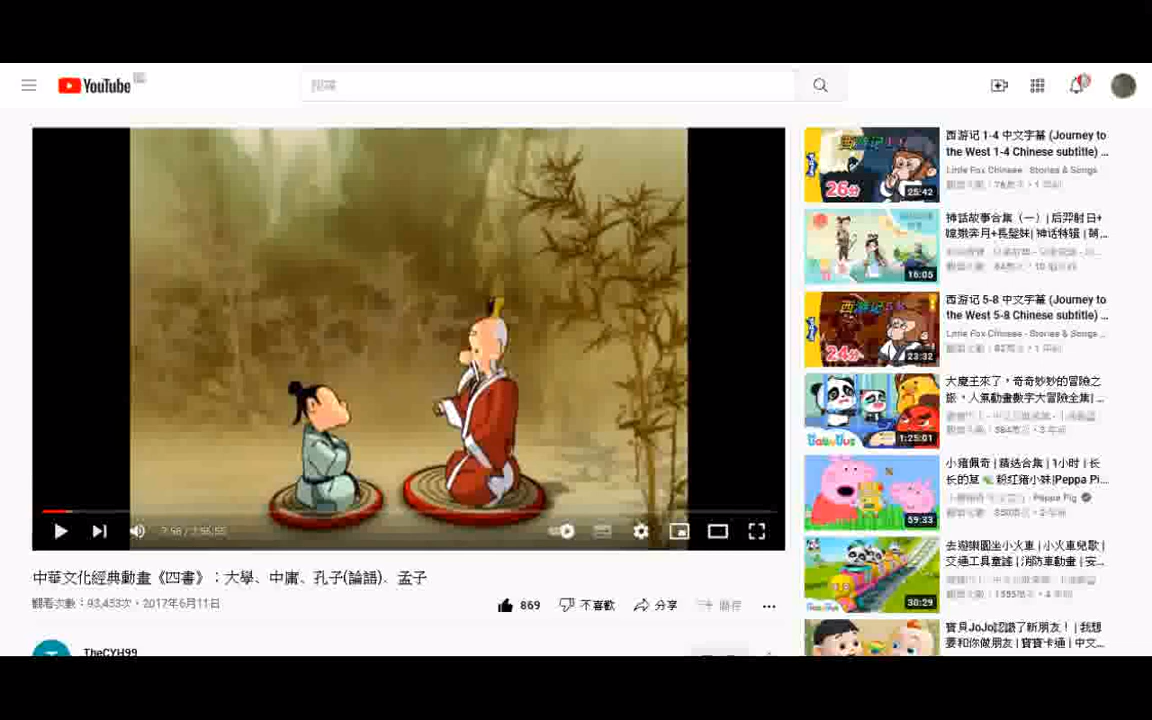 YouTube
中華文化經典動畫《四書》：大學、中庸、孔子(論語)、孟子
觀看次數：93,453次・2017年6月11日
869
不喜歡
分享
TheCYH99
西游记 1-4 中文字幕 (Journey to
the West 1-4 Chinese subtitle) ...
Little Fox Chinese - Stories & Songs
26分
25:42
神话故事合集（一）| 后羿射日+
嫦娥奔月+長髮妹| 神话特辑 |
16:05
西游记 5-8 中文字幕 (Journey to
the West 5-8 Chinese subtitle) ...
Little Fox Chinese - Stories & Songs
24分
23:32
大慶王來了，奇奇妙妙的冒險之
旅，人氣動畫數字大冒險全集|
BabyBus
1:25:01
小猪佩奇 | 精选合集 | 1小时 | 长
长的草 粉红猪小妹|Peppa Pi...
Peppa Pig
59:33
去遊樂園坐小火車 | 小火車兒歌 |
交通工具童謠 | 消防車動畫 | 安...
BabyBus
30:29
寶貝JoJo認識了新朋友！ | 我想
要和你做朋友 | 寶寶卡通 | 中文...